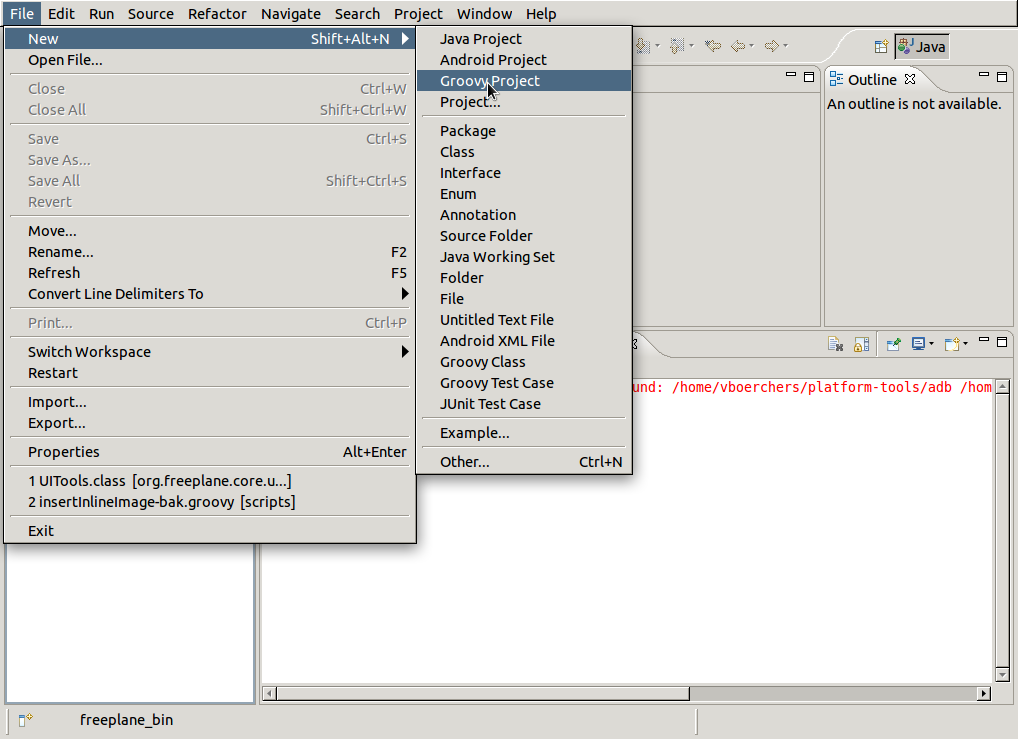 File Edit Run Source Refactor Navigate Search Project Window Help
New Shift+Alt+N
Open File...
Close Ctrl+W
Close All Shift+Ctrl+W
Save Ctrl+S
Save As...
Save All Shift+Ctrl+S
Revert
Move...
Rename... F2
Refresh F5
Convert Line Delimiters To
Print... Ctrl+P
Switch Workspace
Restart
Import...
Export...
Properties Alt+Enter
1 UITools.class [org.freeplane.core.u...]
2 insertInlineImage-bak.groovy [scripts]
Exit
Java Project
Android Project
Groovy Project
Project...
Package
Class
Interface
Enum
Annotation
Source Folder
Java Working Set
Folder
File
Untitled Text File
Android XML File
Groovy Class
Groovy Test Case
JUnit Test Case
Example...
Other... Ctrl+N
Java
Outline
An outline is not available.
und: /home/vboerchers/platform-tools/adb /hom
freeplane_bin